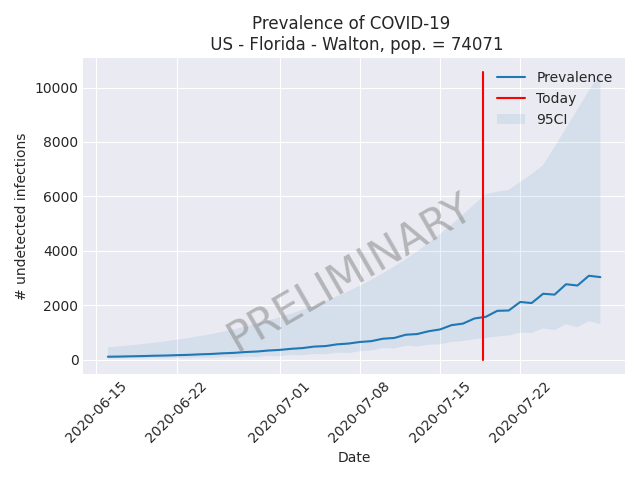 Prevalence of COVID-19
US - Florida - Walton, pop. = 74071
Prevalence
Today
95CI
10000
8000
6000
4000
2000
0
# undetected infections
PRELIMINARY
2020-06-15
2020-06-22
2020-07-01
2020-07-08
2020-07-15
2020-07-22
Date